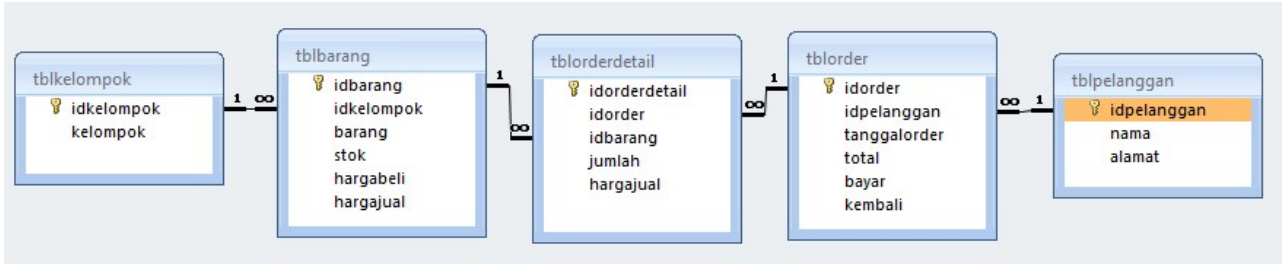 tblkelompok
idkelompok
kelompok
1 ∞
tblbarang
idbarang
idkelompok
barang
stok
hargabeli
hargajual
1 ∞
tblorderdetail
idorderdetail
idorder
idbarang
jumlah
hargajual
∞ 1
tblorder
idorder
idpelanggan
tanggalorder
total
bayar
kembali
∞ 1
tblpelanggan
idpelanggan
nama
alamat